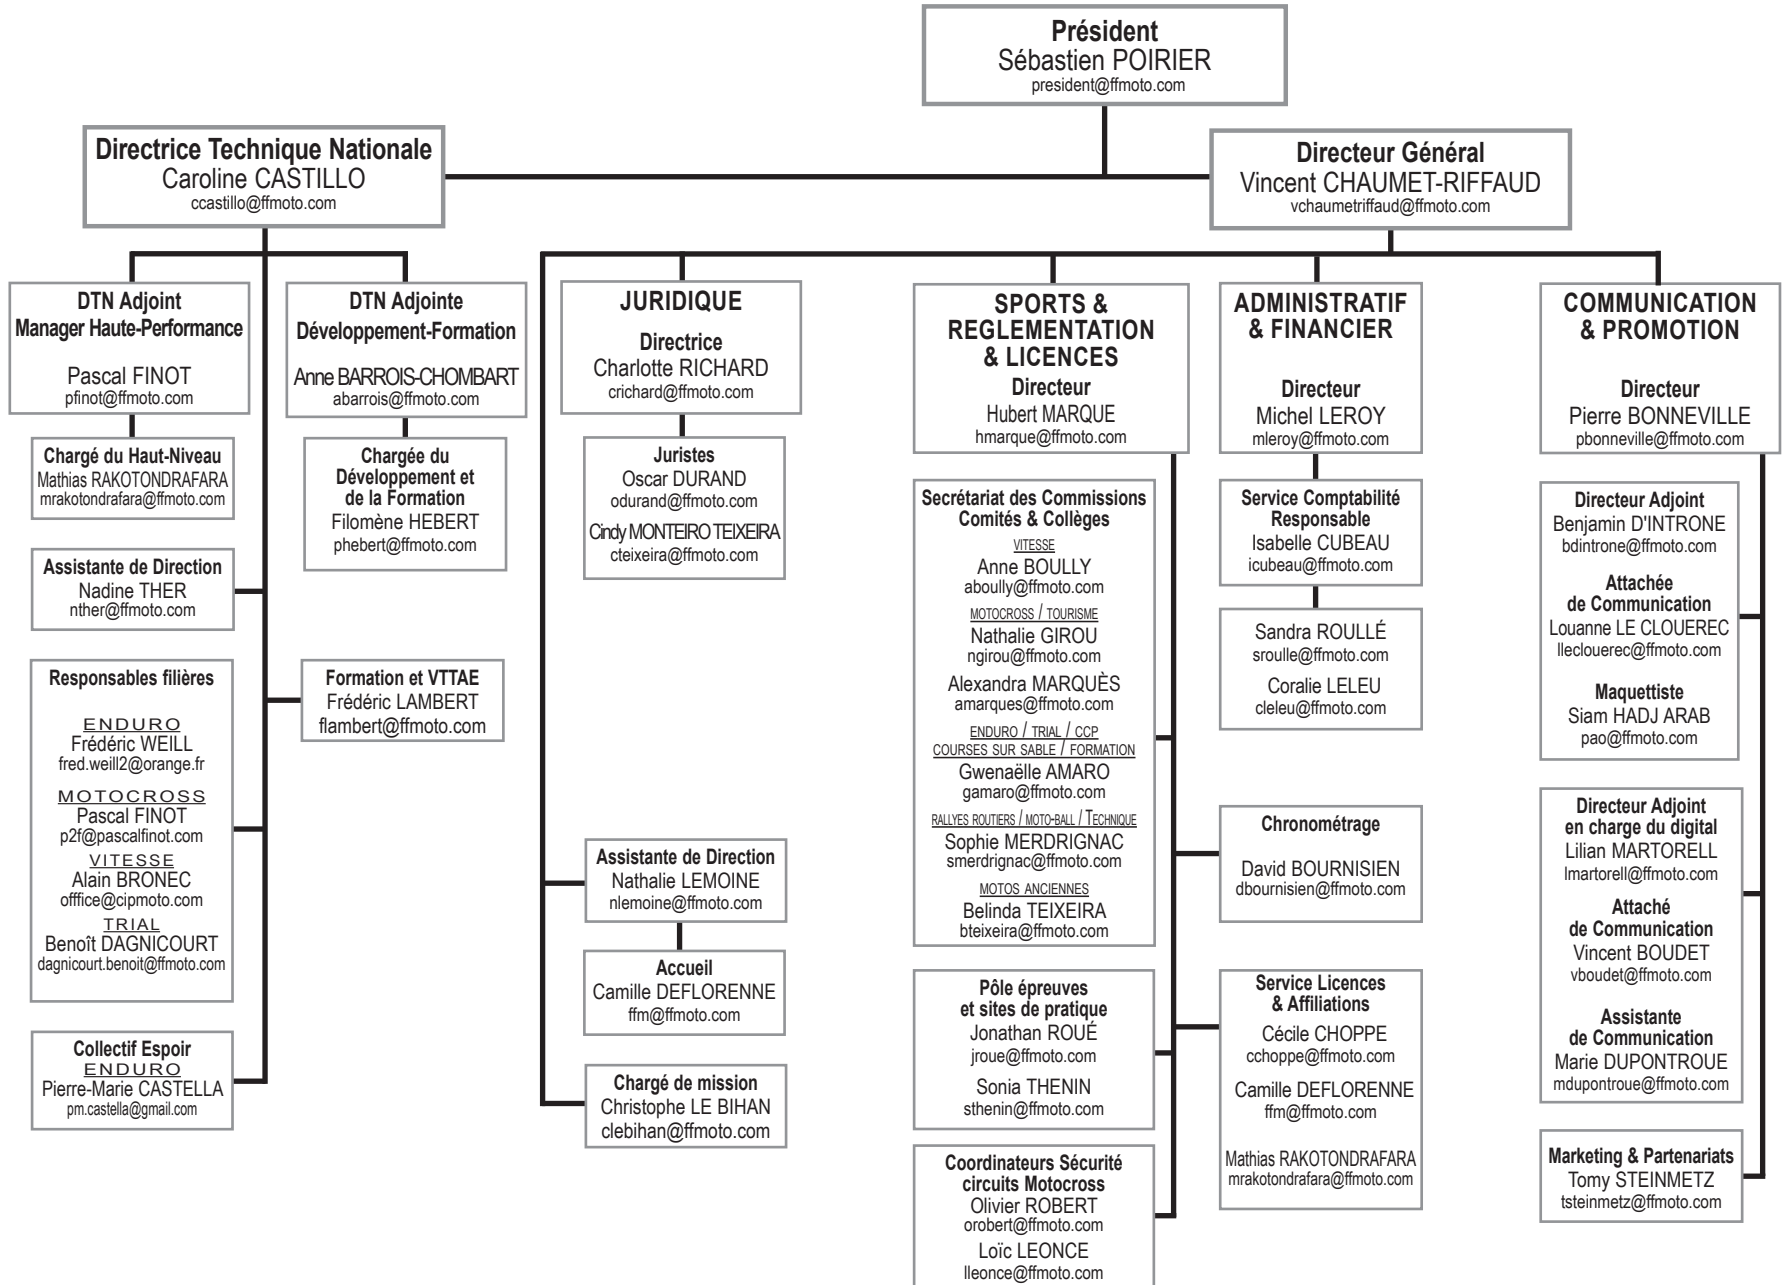 Président
Sébastien POIRIER
president@ffmoto.com
Directrice Technique Nationale
Caroline CASTILLO
ccastillo@ffmoto.com
Directeur Général
Vincent CHAUMET-RIFFAUD
vchaumetriffaud@ffmoto.com
DTN Adjoint
Manager Haute-Performance
Pascal FINOT
pfinot@ffmoto.com
Chargé du Haut-Niveau
Mathias RAKOTONDRAFARA
mrakotondrafara@ffmoto.com
Assistante de Direction
Nadine THER
nther@ffmoto.com
Responsables filières
ENDURO
Frédéric WEILL
fred.weill2@orange.fr
MOTOCROSS
Pascal FINOT
p2f@pascalfinot.com
VITESSE
Alain BRONEC
offfice@cipmoto.com
TRIAL
Benoît DAGNICOURT
dagnicourt.benoit@ffmoto.com
Collectif Espoir
ENDURO
Pierre-Marie CASTELLA
pm.castella@gmail.com
DTN Adjointe
Développement-Formation
Anne BARROIS-CHOMBART
abarrois@ffmoto.com
Chargée du
Développement et
de la Formation
Filomène HEBERT
phebert@ffmoto.com
Formation et VTTAE
Frédéric LAMBERT
flambert@ffmoto.com
JURIDIQUE
Directrice
Charlotte RICHARD
crichard@ffmoto.com
Juristes
Oscar DURAND
odurand@ffmoto.com
Cindy MONTEIRO TEIXEIRA
cteixeira@ffmoto.com
Assistante de Direction
Nathalie LEMOINE
nlemoine@ffmoto.com
Accueil
Camille DEFLORENNE
ffm@ffmoto.com
Chargé de mission
Christophe LE BIHAN
clebihan@ffmoto.com
SPORTS &
REGLEMENTATION
& LICENCES
Directeur
Hubert MARQUE
hmarque@ffmoto.com
Secrétariat des Commissions
Comités & Collèges
VITESSE
Anne BOULLY
aboully@ffmoto.com
MOTOCROSS / TOURISME
Nathalie GIROU
ngirou@ffmoto.com
Alexandra MARQUÈS
amarques@ffmoto.com
ENDURO / TRIAL / CCP
COURSES SUR SABLE / FORMATION
Gwenaëlle AMARO
gamaro@ffmoto.com
RALLYES ROUTIERS / MOTO-BALL / TECHNIQUE
Sophie MERDRIGNAC
smerdrignac@ffmoto.com
MOTOS ANCIENNES
Belinda TEIXEIRA
bteixeira@ffmoto.com
Pôle épreuves
et sites de pratique
Jonathan ROUÉ
jroue@ffmoto.com
Sonia THENIN
sthenin@ffmoto.com
Coordinateurs Sécurité
circuits Motocross
Olivier ROBERT
orobert@ffmoto.com
Loïc LEONCE
lleonce@ffmoto.com
ADMINISTRATIF
& FINANCIER
Directeur
Michel LEROY
mleroy@ffmoto.com
Service Comptabilité
Responsable
Isabelle CUBEAU
icubeau@ffmoto.com
Sandra ROULLÉ
sroulle@ffmoto.com
Coralie LELEU
cleleu@ffmoto.com
Chronométrage
David BOURNISIEN
dbournisien@ffmoto.com
Service Licences
& Affiliations
Cécile CHOPPE
cchoppe@ffmoto.com
Camille DEFLORENNE
ffm@ffmoto.com
Mathias RAKOTONDRAFARA
mrakotondrafara@ffmoto.com
COMMUNICATION
& PROMOTION
Directeur
Pierre BONNEVILLE
pbonneville@ffmoto.com
Directeur Adjoint
Benjamin D'INTRONE
bdintrone@ffmoto.com
Attachée
de Communication
Louanne LE CLOUEREC
lleclouerec@ffmoto.com
Maquettiste
Siam HADJ ARAB
pao@ffmoto.com
Directeur Adjoint
en charge du digital
Lilian MARTORELL
lmartorell@ffmoto.com
Attaché
de Communication
Vincent BOUDET
vboudet@ffmoto.com
Assistante
de Communication
Marie DUPONTROUE
mdupontroue@ffmoto.com
Marketing & Partenariats
Tomy STEINMETZ
tsteinmetz@ffmoto.com